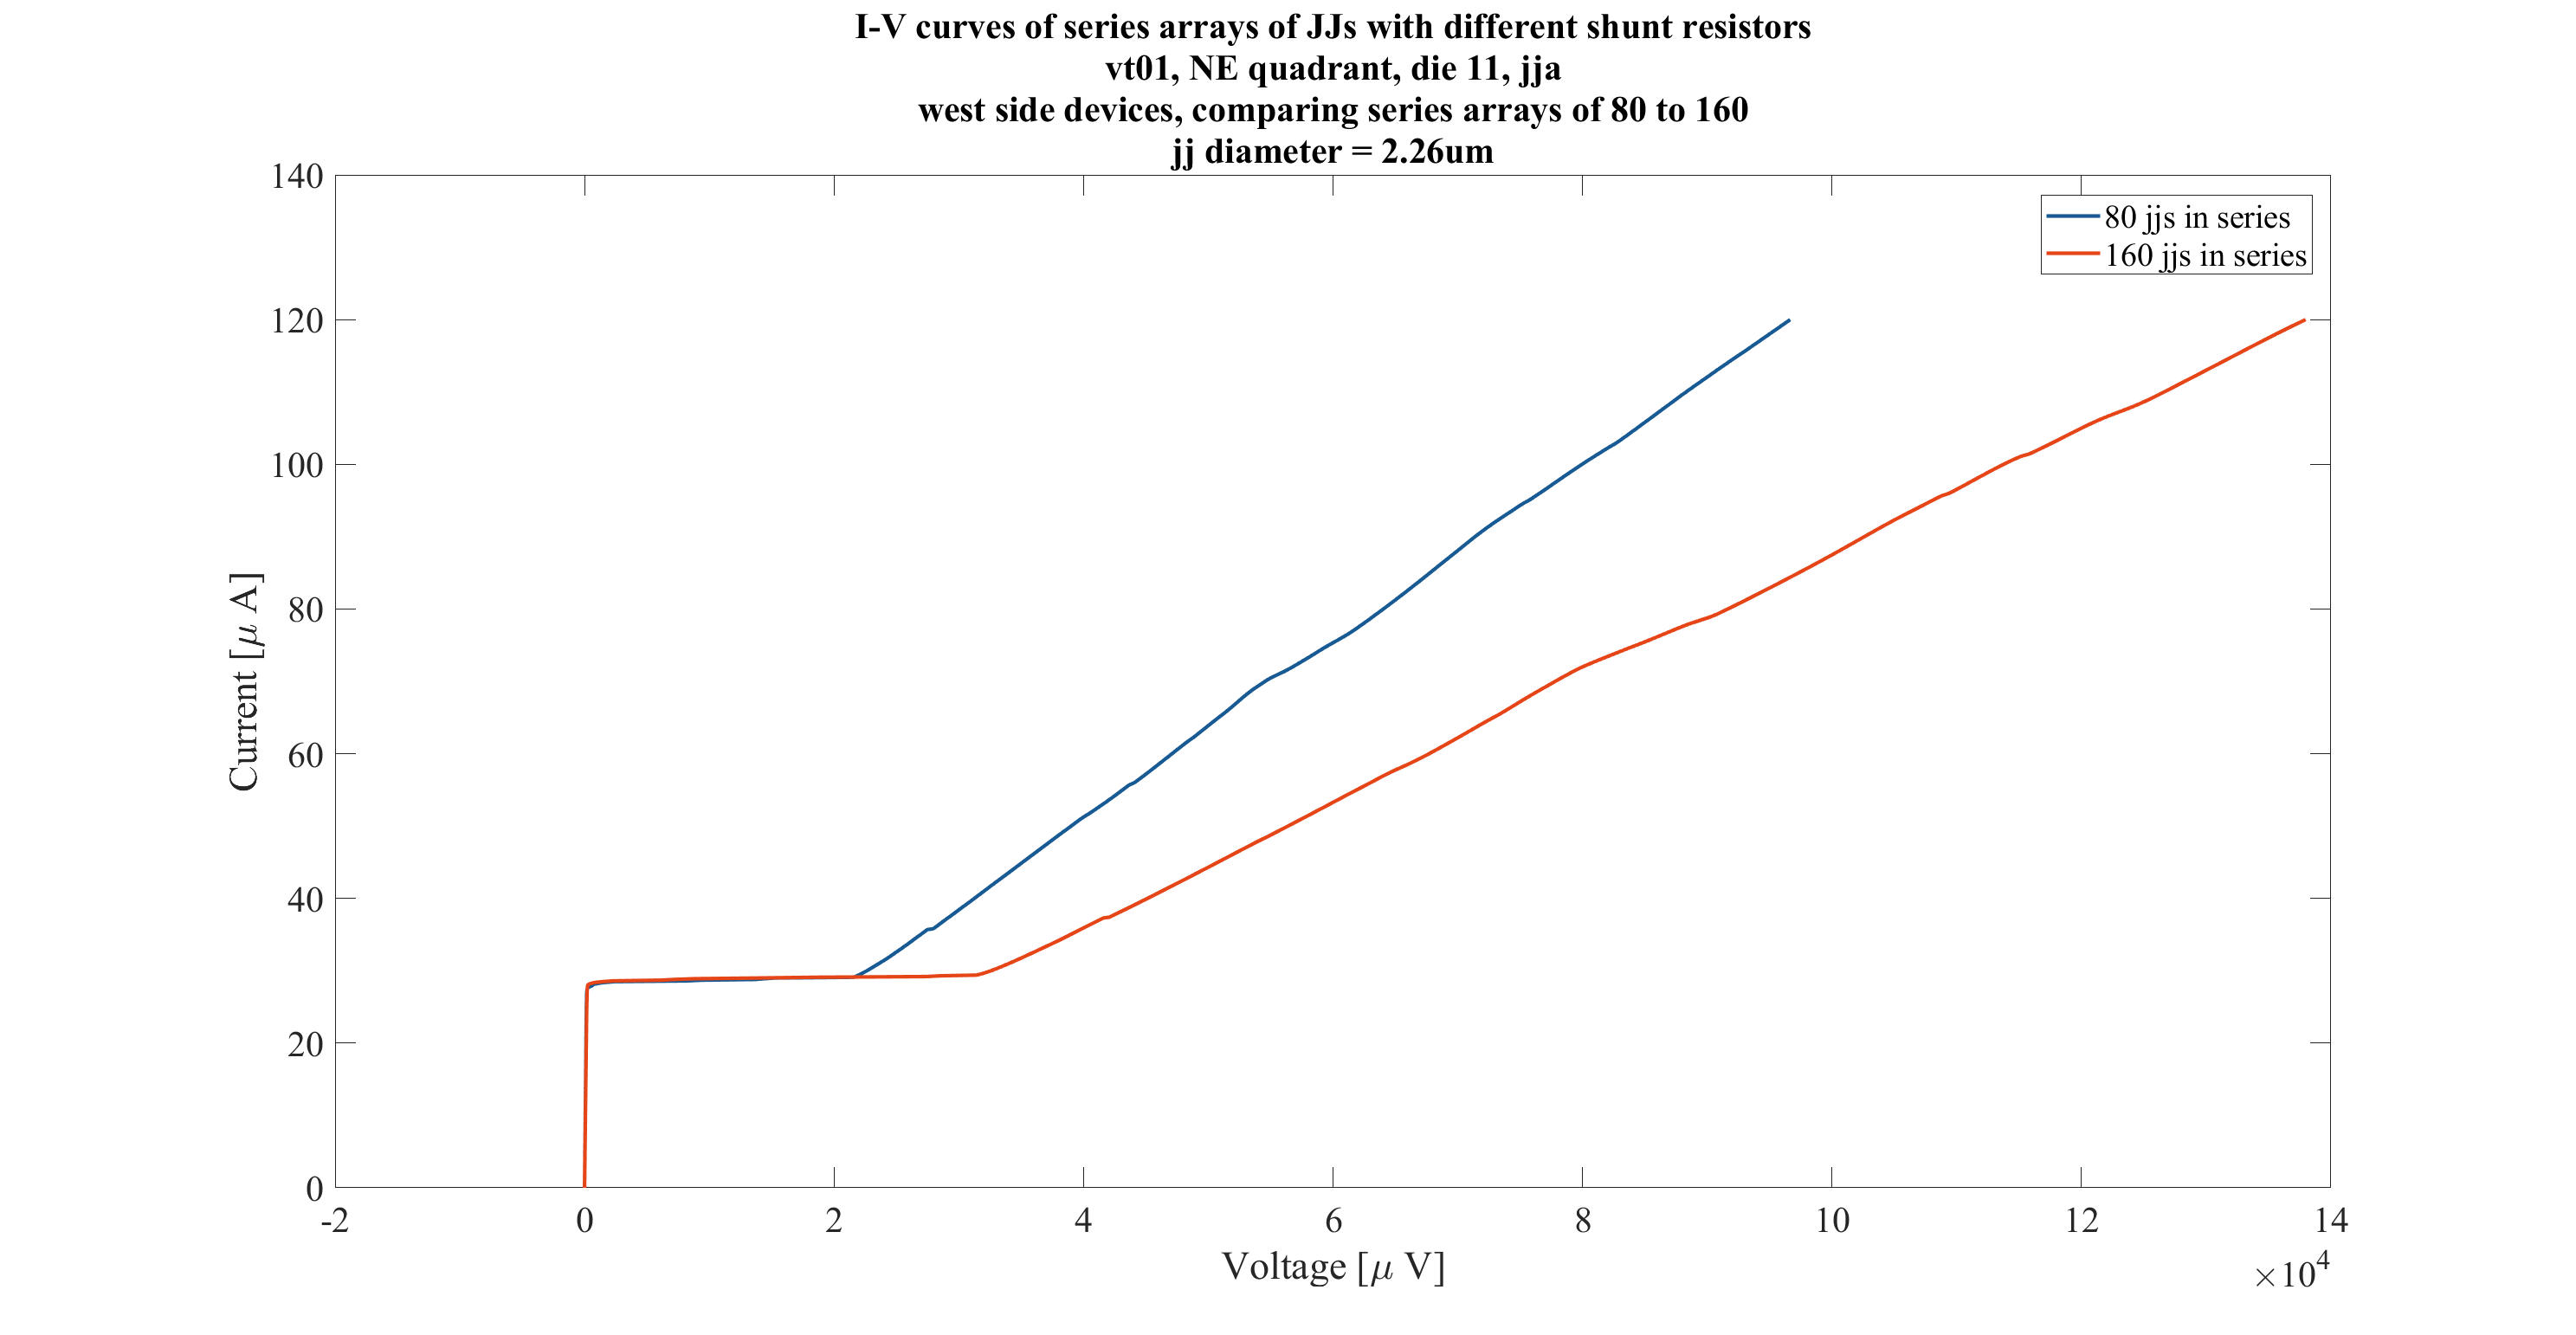 I-V curves of series arrays of JJs with different shunt resistors
vt01, NE quadrant, die 11, jja
west side devices, comparing series arrays of 80 to 160
jj diameter = 2.26um
140
120
100
80
60
40
20
0
Current [μ A]
80 jjs in series
160 jjs in series
-2 0 2 4 6 8 10 12 14
Voltage [μ V]
×10⁴